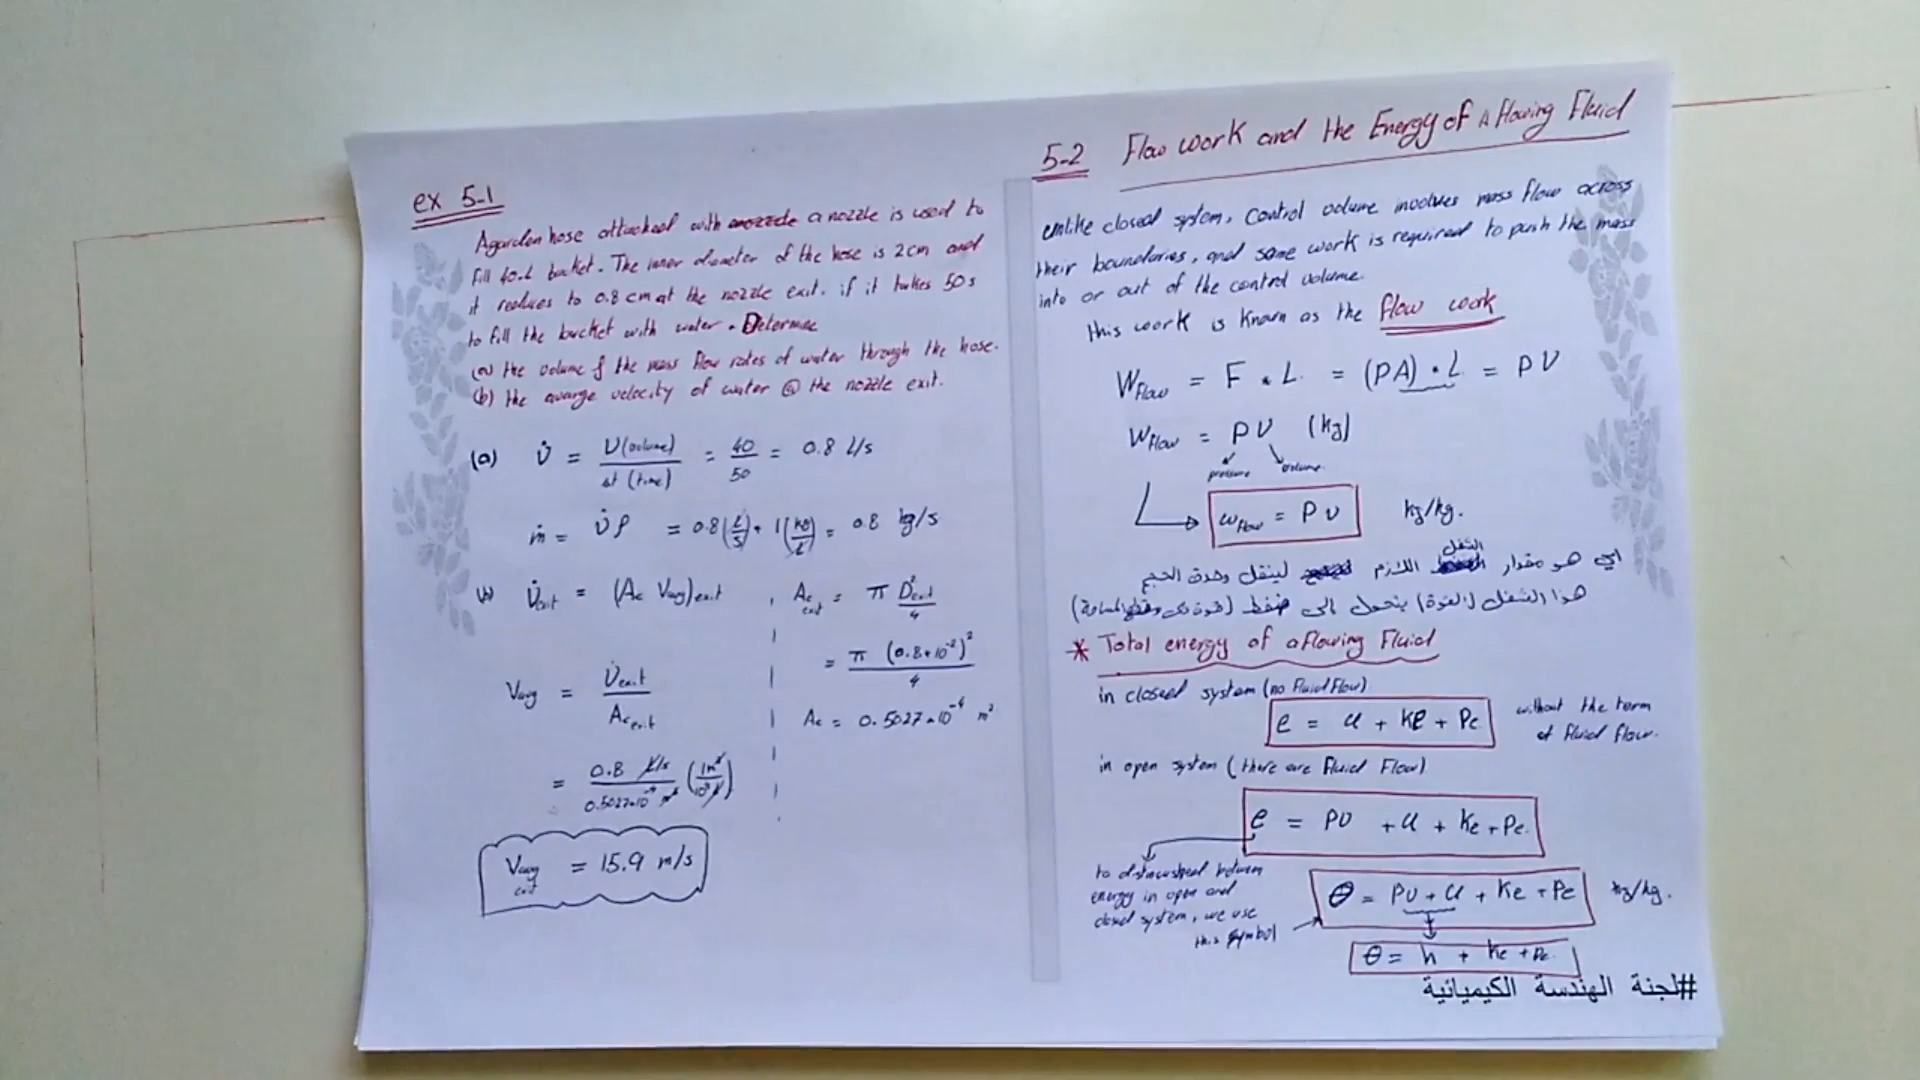 ex 5-1
A garden hose attached with a nozzle is used to
fill 40.L bucket. The iner diameter of the hose is 2cm and
it reduces to 0.8 cm at the nozzle exit. if it takes 50s
to fill the bucket with water. Determine
(a) the volume & the mass flow rates of water through the hose.
(b) the avarge velocity of water @ the nozzle exit.
(a) V̇ = V(volume) / Δt (time) = 40 / 50 = 0.8 L/s
ṁ = V̇ ρ = 0.8 (L/s) * 1 (kg/L) = 0.8 kg/s
(b) V̇exit = (Ac Vavg)exit
Vavg = V̇exit / Ac exit
= 0.8 L/s / 0.5027*10⁻⁴ m² (1m³ / 10³ L)
Vavg exit = 15.9 m/s
Ac exit = π D²exit / 4
= π (0.8*10⁻²)² / 4
Ac = 0.5027*10⁻⁴ m²
5-2 Flow work and the Energy of A flowing Fluid
unlike closed system, Control volume involves mass flow across
their boundaries, and some work is required to push the mass
into or out of the control volume.
this work is known as the flow work
Wflow = F * L = (PA) * L = PV
Wflow = PV (kJ)
pressure volume
wflow = Pv kJ/kg.
الشغل
اي هو مقدار اللازم لينقل وحدة الحجم
هذا الشغل (القوة) يتحول الى ضغط
* Total energy of a flowing Fluid
in closed system (no Fluid Flow)
e = u + ke + Pe without the term
of fluid flow.
in open system (there are Fluid Flow)
e = Pv + u + ke + Pe.
to distinushed between
energy in open and
closed system, we use
this symbol
θ = Pv + u + ke + Pe kJ/kg.
θ = h + ke + Pe.
#لجنة الهندسة الكيميائية